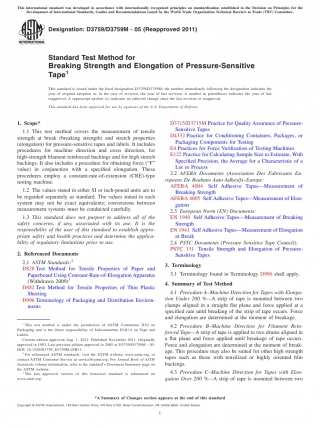 This international standard was developed in accordance with internationally recognized principles on standardization established in the Decision on Principles for the
Development of International Standards, Guides and Recommendations issued by the World Trade Organization Technical Barriers to Trade (TBT) Committee.
Designation: D3759/D3759M − 05 (Reapproved 2011)
INTERNATIONAL
Standard Test Method for
Breaking Strength and Elongation of Pressure-Sensitive
Tape1
This standard is issued under the fixed designation D3759/D3759M; the number immediately following the designation indicates the
year of original adoption or, in the case of revision, the year of last revision. A number in parentheses indicates the year of last
reapproval. A superscript epsilon (ε) indicates an editorial change since the last revision or reapproval.
This standard has been approved for use by agencies of the U.S. Department of Defense.
1. Scope*
1.1 This test method covers the measurement of tensile
strength at break (breaking strength) and stretch properties
(elongation) for pressure-sensitive tapes and labels. It includes
procedures for machine direction and cross direction, for
high-strength filament reinforced backings and for high stretch
backings. It also includes a procedure for obtaining force (“F”
value) in conjunction with a specified elongation. These
procedures employ a constant-rate-of-extension (CRE)-type
testing machine.
1.2 The values stated in either SI or inch-pound units are to
be regarded separately as standard. The values stated in each
system may not be exact equivalents; conversions between
measurement systems must be conducted carefully.
1.3 This standard does not purport to address all of the
safety concerns, if any, associated with its use. It is the
responsibility of the user of this standard to establish appro-
priate safety and health practices and determine the applica-
bility of regulatory limitations prior to use.
2. Referenced Documents
2.1 ASTM Standards:2
D828 Test Method for Tensile Properties of Paper and
Paperboard Using Constant-Rate-of-Elongation Apparatus
(Withdrawn 2009)3
D882 Test Method for Tensile Properties of Thin Plastic
Sheeting
D996 Terminology of Packaging and Distribution Environ-
ments
1 This test method is under the jurisdiction of ASTM Committee D10 on
Packaging and is the direct responsibility of Subcommittee D10.14 on Tape and
Labels.
Current edition approved Aug. 1, 2011. Published November 2011. Originally
approved in 1983. Last previous edition approved in 2005 as D3759/D3759M – 05.
DOI: 10.1520/D3759_D3759M-05R11.
2 For referenced ASTM standards, visit the ASTM website, www.astm.org, or
contact ASTM Customer Service at service@astm.org. For Annual Book of ASTM
Standards volume information, refer to the standard's Document Summary page on
the ASTM website.
3 The last approved version of this historical standard is referenced on
www.astm.org.
D3715/D3715M Practice for Quality Assurance of Pressure-
Sensitive Tapes
D4332 Practice for Conditioning Containers, Packages, or
Packaging Components for Testing
E4 Practices for Force Verification of Testing Machines
E122 Practice for Calculating Sample Size to Estimate, With
Specified Precision, the Average for a Characteristic of a
Lot or Process
2.2 AFERA Documents (Association Des Fabricants Eu-
ropeens De Rubans Auto-Adhesifs-Europe:
AFERA 4004 Self Adhesives Tapes—Measurement of
Breaking Strength
AFERA 4005 Self Adhesives Tapes—Measurement of Elon-
gation
2.3 European Norm (EN) Documents:
EN 1940 Self Adhesives Tapes—Measurement of Breaking
Strength
EN 1941 Self Adhesives Tapes—Measurement of Elongation
at Break
2.4 PSTC Documents (Pressure Sensitive Tape Council):
PSTC 131 Tensile Strength and Elongation of Pressure-
Sensitive Tapes
3. Terminology
3.1 Terminology found in Terminology D996 shall apply.
4. Summary of Test Method
4.1 Procedure A–Machine Direction for Tapes with Elonga-
tion Under 200 %—A strip of tape is mounted between two
clamps aligned in a straight flat plane and force applied at a
specified rate until breaking of the strip of tape occurs. Force
and elongation are determined at the moment of breakage.
4.2 Procedure B–Machine Direction for Filament Rein-
forced Tape—A strip of tape is applied to two drums aligned in
a flat plane and force applied until breakage of tape occurs.
Force and elongation are determined at the moment of break-
age. This procedure may also be suited for other high strength
tapes such as those with tensilized or highly oriented film
backings.
4.3 Procedure C–Machine Direction for Tapes with Elon-
gation Over 200 %—A strip of tape is mounted between two
*A Summary of Changes section appears at the end of this standard
Copyright © ASTM International, 100 Barr Harbor Drive, PO Box C700, West Conshohocken, PA 19428-2959. United States
1